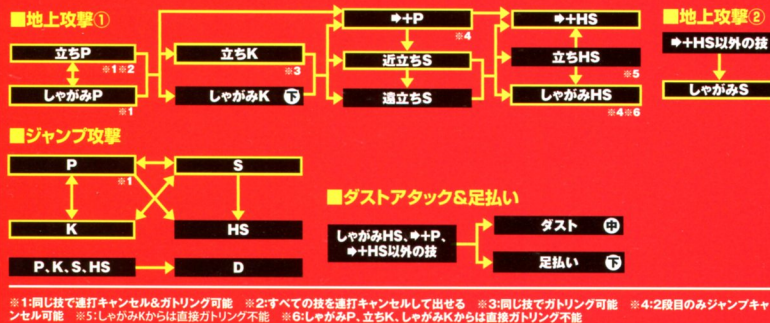 ■地上攻撃①
立ちP
※1※2
しゃがみP
※1
立ちK
※3
しゃがみK 下
➡+P
※4
近立ちS
遠立ちS
➡+HS
立ちHS
※5
しゃがみHS
※4※6
■地上攻撃②
➡+HS以外の技
しゃがみS
■ジャンプ攻撃
P
※1
S
K
HS
P、K、S、HS
D
■ダストアタック&足払い
しゃがみHS、➡+P、
➡+HS以外の技
ダスト 中
足払い 下
※1:同じ技で連打キャンセル&ガトリング可能 ※2:すべての技を連打キャンセルして出せる ※3:同じ技でガトリング可能 ※4:2段目のみジャンプキャ
ンセル可能 ※5:しゃがみKからは直接ガトリング不能 ※6:しゃがみP、立ちK、しゃがみKからは直接ガトリング不能